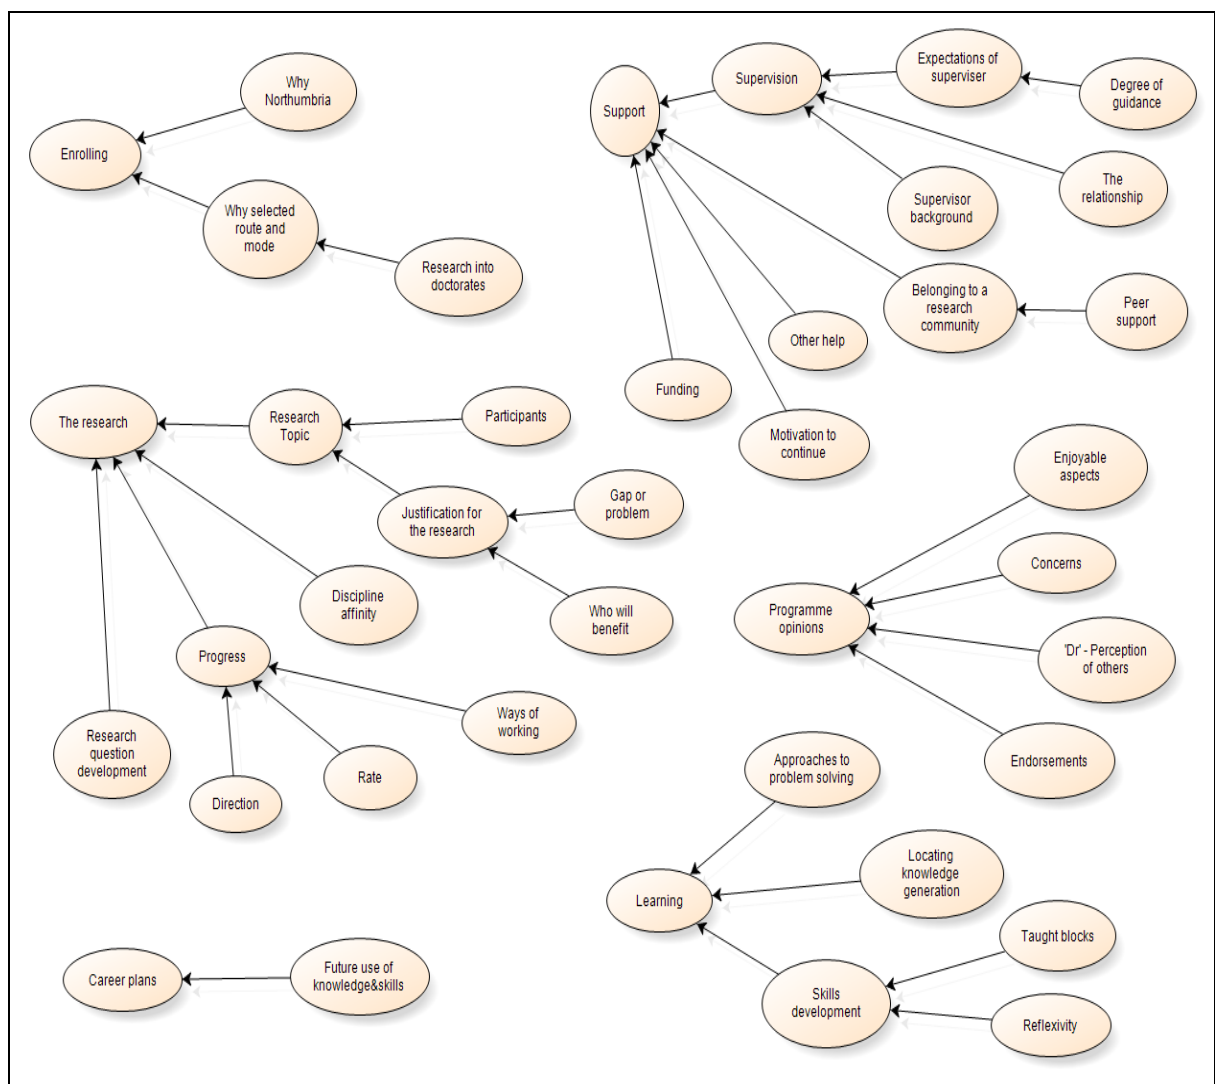 Why
Northumbria
Enrolling
Why selected
route and
mode
Research into
doctorates
Support
Supervision
Expectations of
superviser
Degree of
guidance
The
relationship
Supervisor
background
Belonging to a
research
community
Peer
support
Other help
Funding
Motivation to
continue
The research
Research
Topic
Participants
Justification for
the research
Gap or
problem
Who will
benefit
Discipline
affinity
Progress
Ways of
working
Rate
Direction
Research
question
development
Enjoyable
aspects
Concerns
Programme
opinions
'Dr' - Perception
of others
Endorsements
Approaches to
problem solving
Locating
knowledge
generation
Learning
Taught blocks
Skills
development
Reflexivity
Career plans
Future use of
knowledge&skills